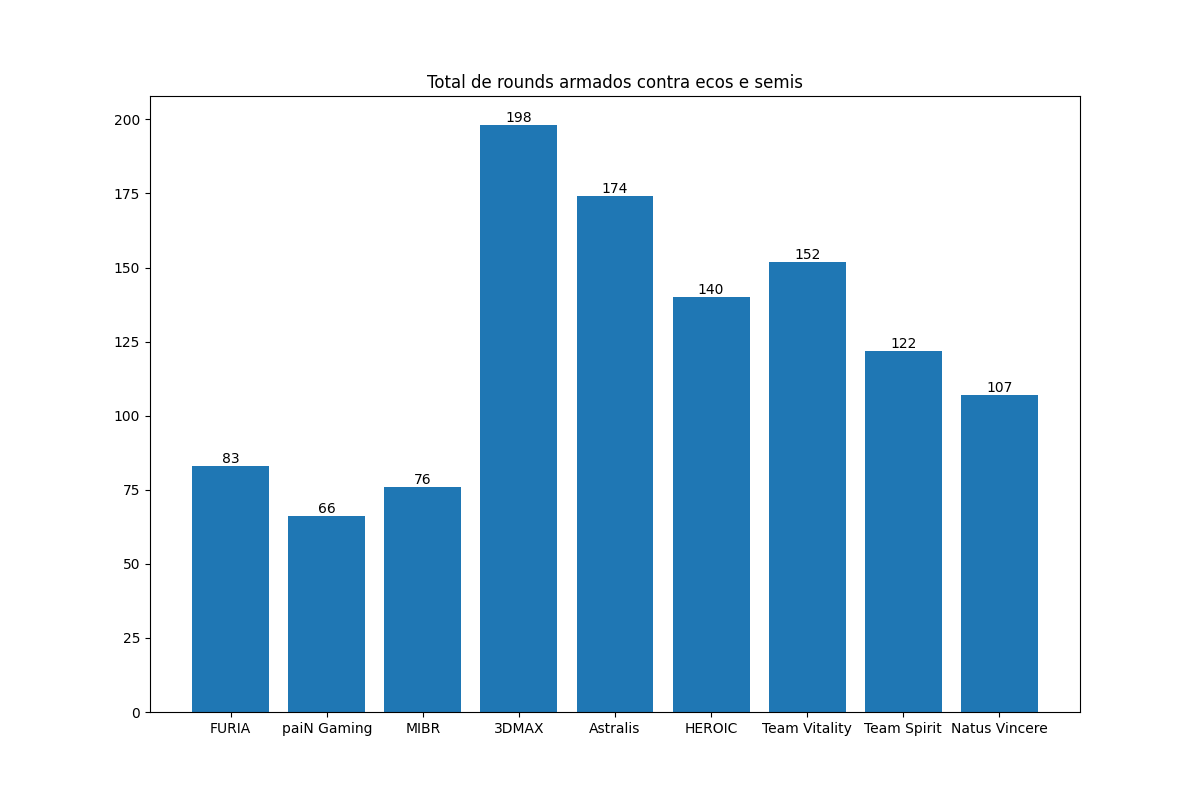 Total de rounds armados contra ecos e semis
200
175
150
125
100
75
50
25
0
83
66
76
198
174
140
152
122
107
FURIA
paiN Gaming
MIBR
3DMAX
Astralis
HEROIC
Team Vitality
Team Spirit
Natus Vincere